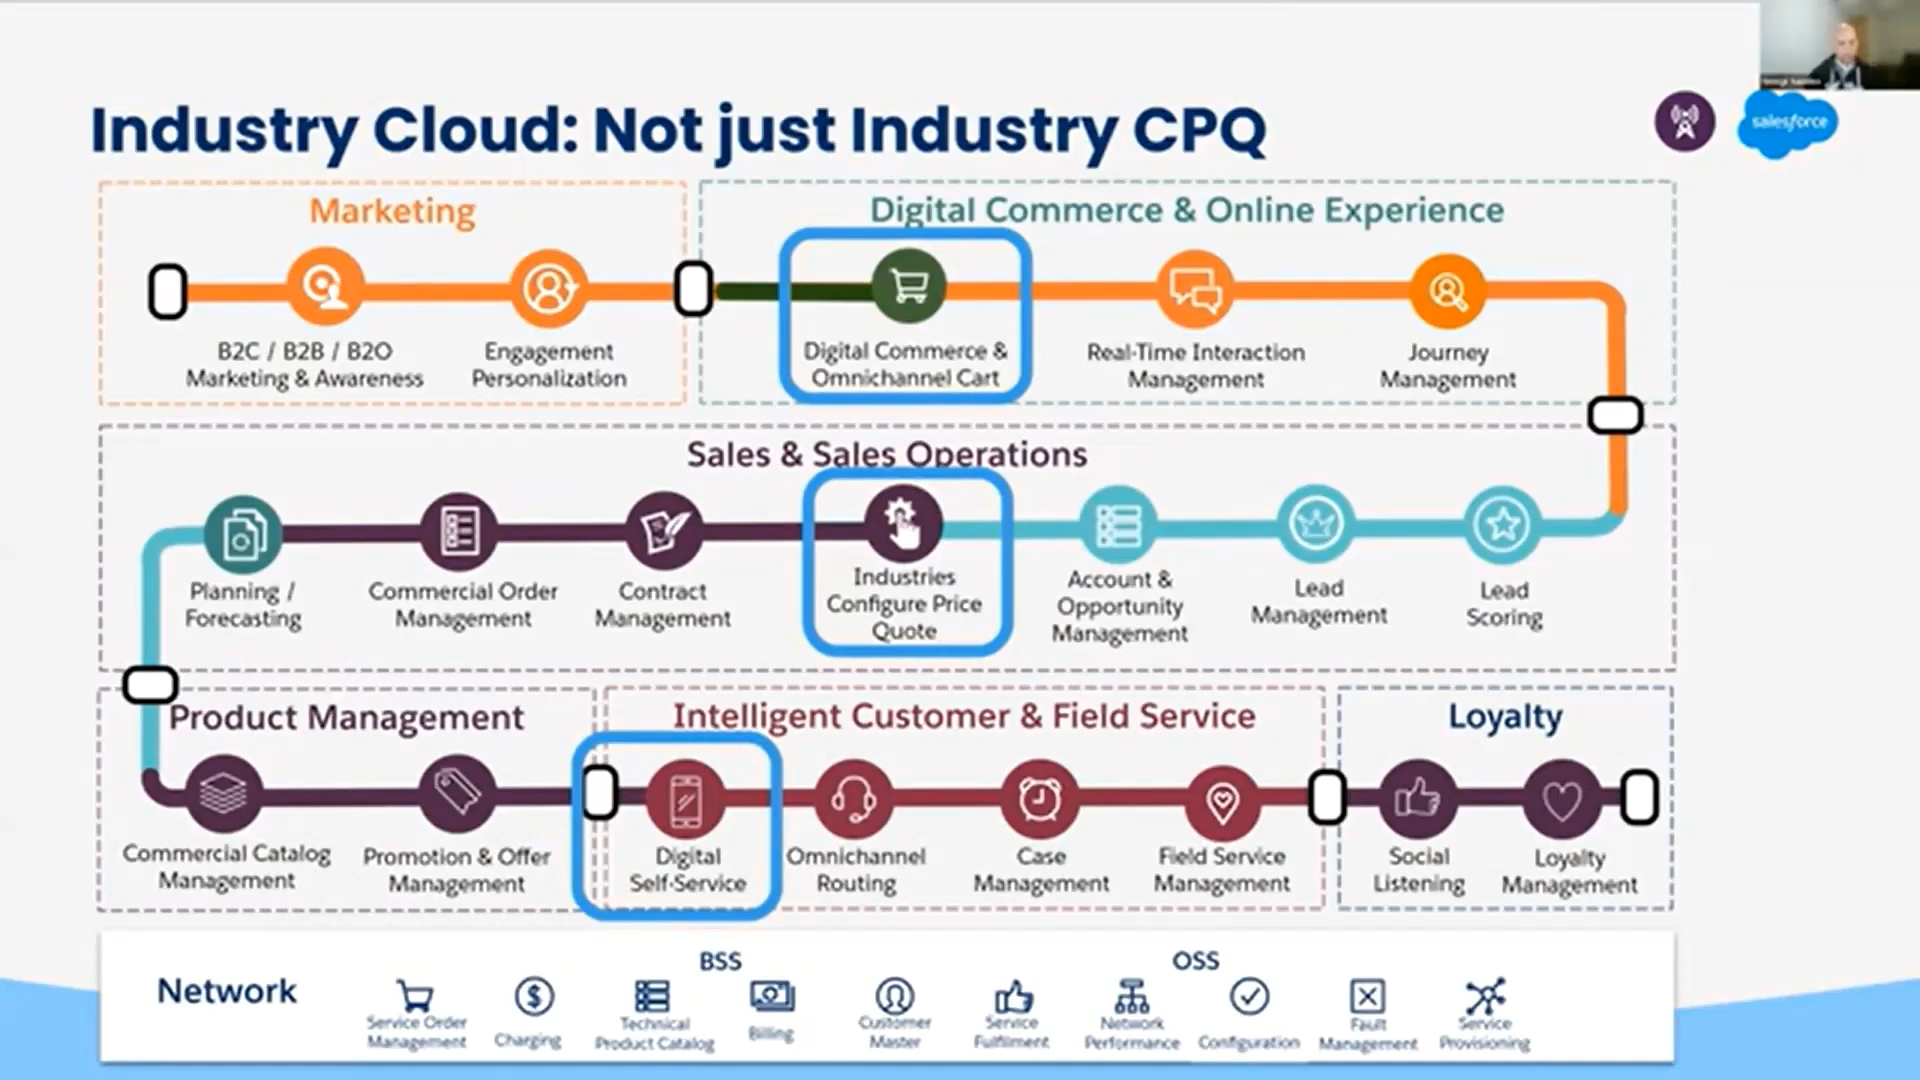 Industry Cloud: Not just Industry CPQ
salesforce
Marketing
Digital Commerce & Online Experience
B2C / B2B / B2O
Marketing & Awareness
Engagement
Personalization
Digital Commerce &
Omnichannel Cart
Real-Time Interaction
Management
Journey
Management
Sales & Sales Operations
Planning /
Forecasting
Commercial Order
Management
Contract
Management
Industries
Configure Price
Quote
Account &
Opportunity
Management
Lead
Management
Lead
Scoring
Product Management
Intelligent Customer & Field Service
Loyalty
Commercial Catalog
Management
Promotion & Offer
Management
Digital
Self-Service
Omnichannel
Routing
Case
Management
Field Service
Management
Social
Listening
Loyalty
Management
Network
BSS
OSS
Service Order
Management
Charging
Technical
Product Catalog
Billing
Customer
Master
Service
Fulfilment
Network
Performance
Configuration
Fault
Management
Service
Provisioning